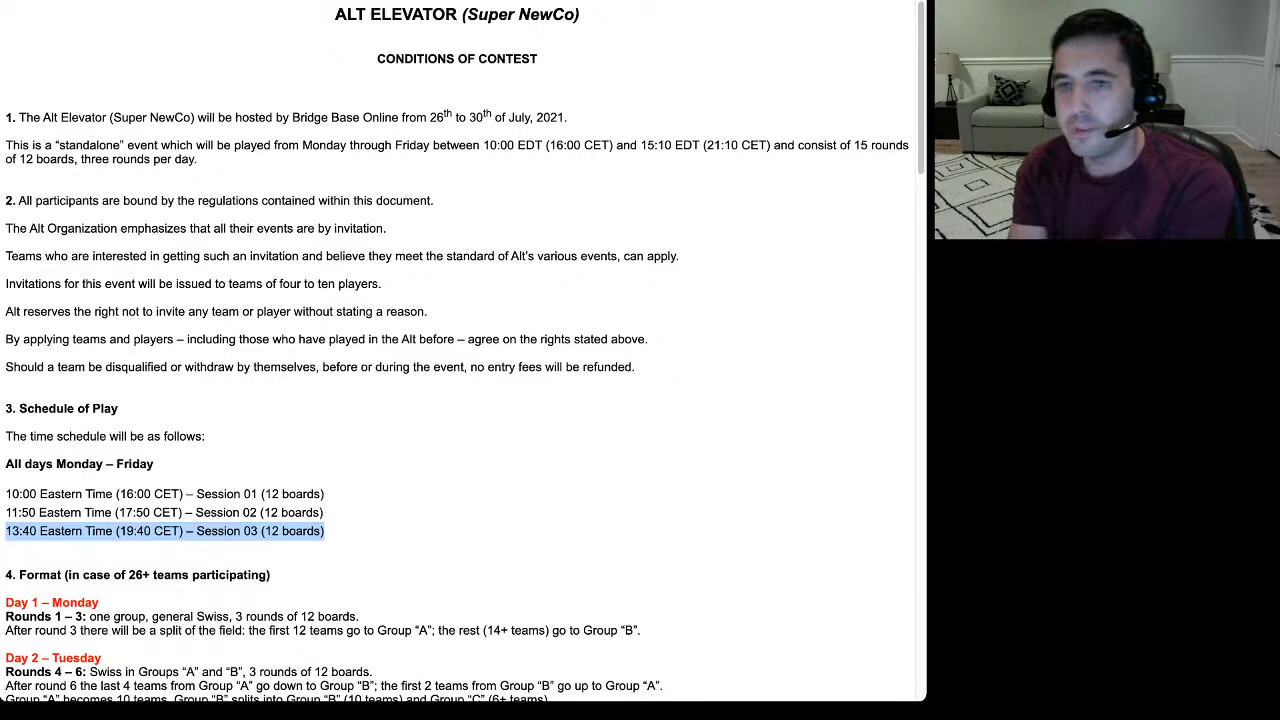 ALT ELEVATOR (Super NewCo)
CONDITIONS OF CONTEST
1. The Alt Elevator (Super NewCo) will be hosted by Bridge Base Online from 26th to 30th of July, 2021.
This is a “standalone” event which will be played from Monday through Friday between 10:00 EDT (16:00 CET) and 15:10 EDT (21:10 CET) and consist of 15 rounds
of 12 boards, three rounds per day.
2. All participants are bound by the regulations contained within this document.
The Alt Organization emphasizes that all their events are by invitation.
Teams who are interested in getting such an invitation and believe they meet the standard of Alt’s various events, can apply.
Invitations for this event will be issued to teams of four to ten players.
Alt reserves the right not to invite any team or player without stating a reason.
By applying teams and players – including those who have played in the Alt before – agree on the rights stated above.
Should a team be disqualified or withdraw by themselves, before or during the event, no entry fees will be refunded.
3. Schedule of Play
The time schedule will be as follows:
All days Monday – Friday
10:00 Eastern Time (16:00 CET) – Session 01 (12 boards)
11:50 Eastern Time (17:50 CET) – Session 02 (12 boards)
13:40 Eastern Time (19:40 CET) – Session 03 (12 boards)
4. Format (in case of 26+ teams participating)
Day 1 – Monday
Rounds 1 – 3: one group, general Swiss, 3 rounds of 12 boards.
After round 3 there will be a split of the field: the first 12 teams go to Group “A”; the rest (14+ teams) go to Group “B”.
Day 2 – Tuesday
Rounds 4 – 6: Swiss in Groups “A” and “B”, 3 rounds of 12 boards.
After round 6 the last 4 teams from Group “A” go down to Group “B”; the first 2 teams from Group “B” go up to Group “A”.
Group “A” becomes 10 teams, Group “B” splits into Group “B” (10 teams) and Group “C” (6+ teams)